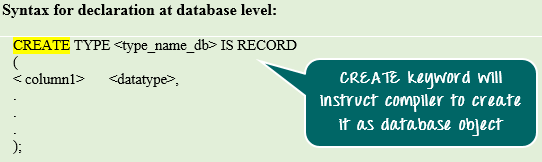 Syntax for declaration at database level:
CREATE TYPE <type_name_db> IS RECORD
(
< column1> <datatype>,
.
.
.
);
CREATE keyword will
instruct compiler to create
it as database object